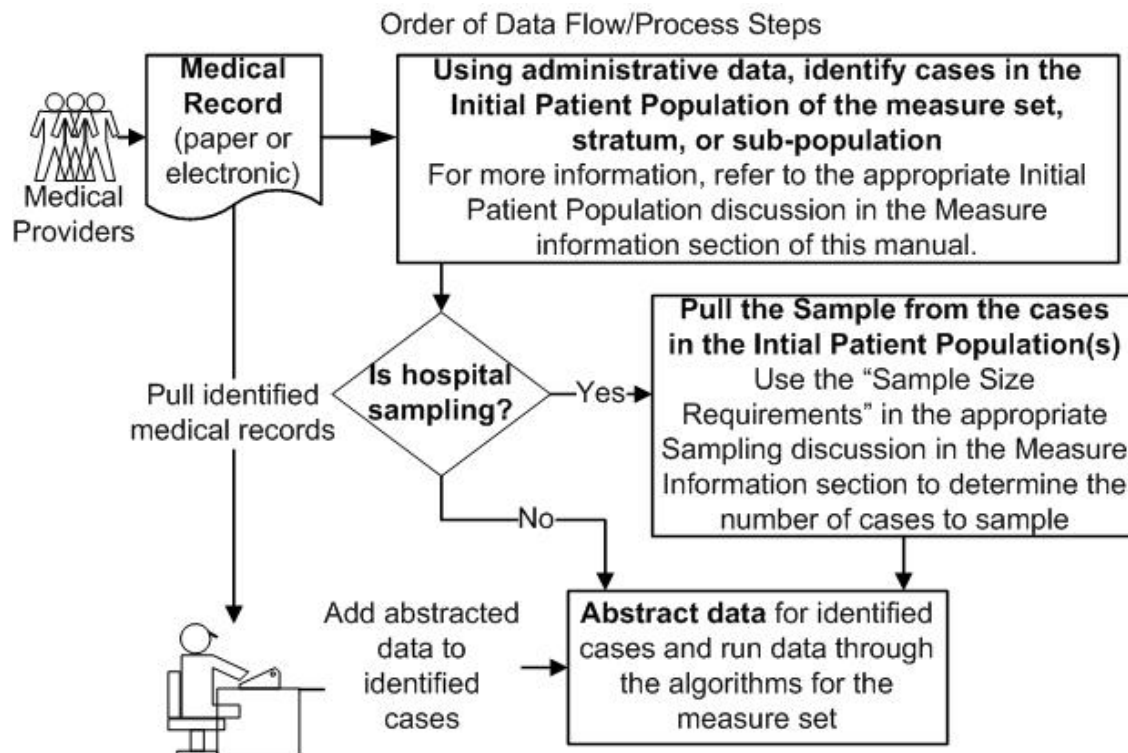 Order of Data Flow/Process Steps
Medical
Record
(paper or
electronic)
Medical
Providers
Using administrative data, identify cases in the
Initial Patient Population of the measure set,
stratum, or sub-population
For more information, refer to the appropriate Initial
Patient Population discussion in the Measure
information section of this manual.
Is hospital
sampling?
Yes
No
Pull the Sample from the cases
in the Intial Patient Population(s)
Use the “Sample Size
Requirements” in the appropriate
Sampling discussion in the Measure
Information section to determine the
number of cases to sample
Pull identified
medical records
Add abstracted
data to
identified
cases
Abstract data for identified
cases and run data through
the algorithms for the
measure set